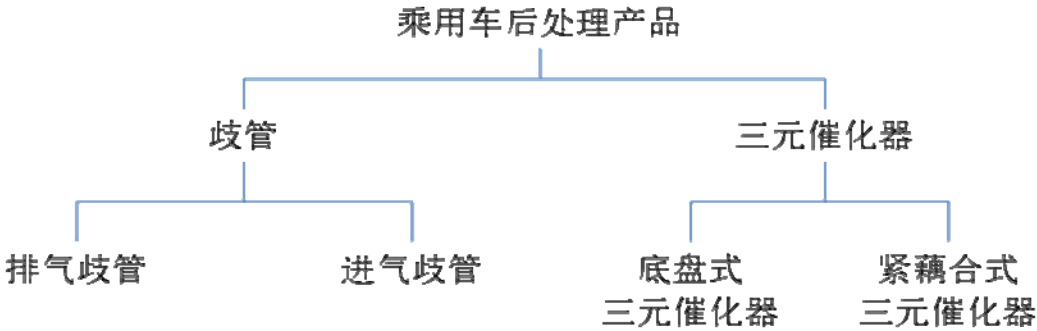 乘用车后处理产品
歧管
三元催化器
排气歧管
进气歧管
底盘式
三元催化器
紧藕合式
三元催化器